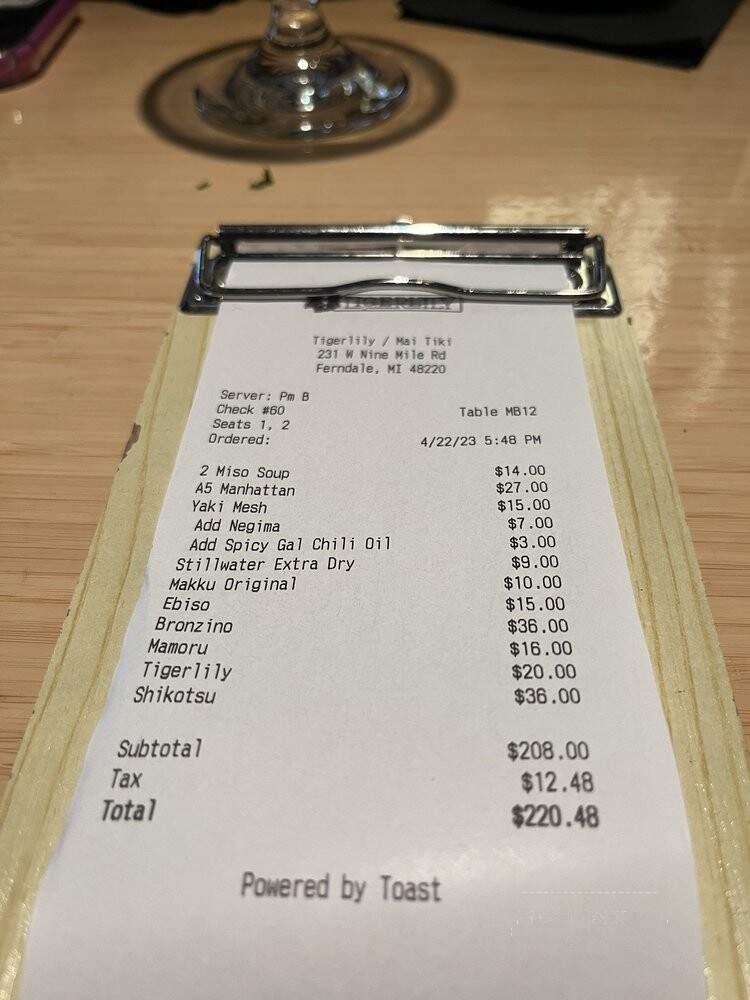 TIGERLILY
Tigerlily / Mai Tiki
231 W Nine Mile Rd
Ferndale, MI 48220
Server: Pm B
Check #60 Table MB12
Seats 1, 2
Ordered: 4/22/23 5:48 PM
2 Miso Soup $14.00
A5 Manhattan $27.00
Yaki Mesh $15.00
Add Negima $7.00
Add Spicy Gal Chili Oil $3.00
Stillwater Extra Dry $9.00
Makku Original $10.00
Ebiso $15.00
Bronzino $36.00
Mamoru $16.00
Tigerlily $20.00
Shikotsu $36.00
Subtotal $208.00
Tax $12.48
Total $220.48
Powered by Toast